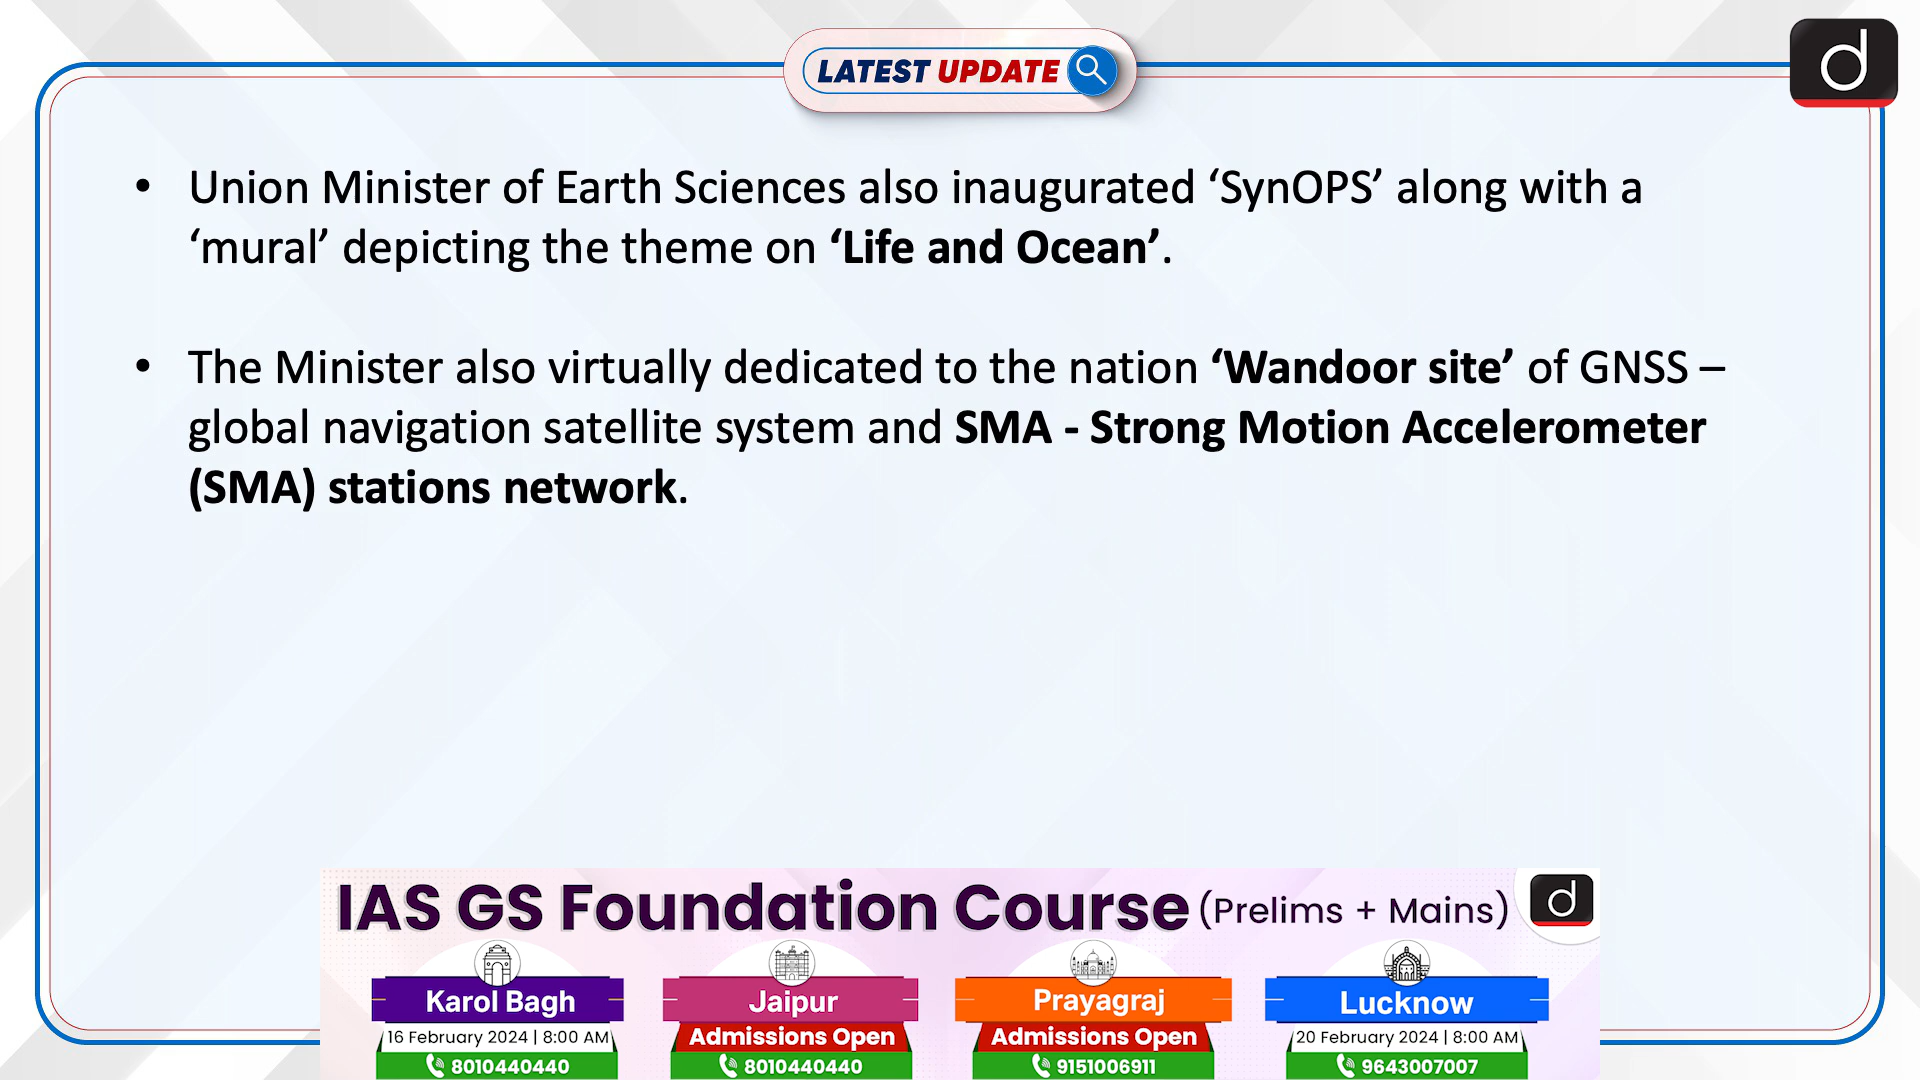 LATEST UPDATE
d
• Union Minister of Earth Sciences also inaugurated ‘SynOPS’ along with a
‘mural’ depicting the theme on ‘Life and Ocean’.
• The Minister also virtually dedicated to the nation ‘Wandoor site’ of GNSS –
global navigation satellite system and SMA - Strong Motion Accelerometer
(SMA) stations network.
IAS GS Foundation Course (Prelims + Mains)
d
Karol Bagh
16 February 2024 | 8:00 AM
8010440440
Jaipur
Admissions Open
8010440440
Prayagraj
Admissions Open
9151006911
Lucknow
20 February 2024 | 8:00 AM
9643007007